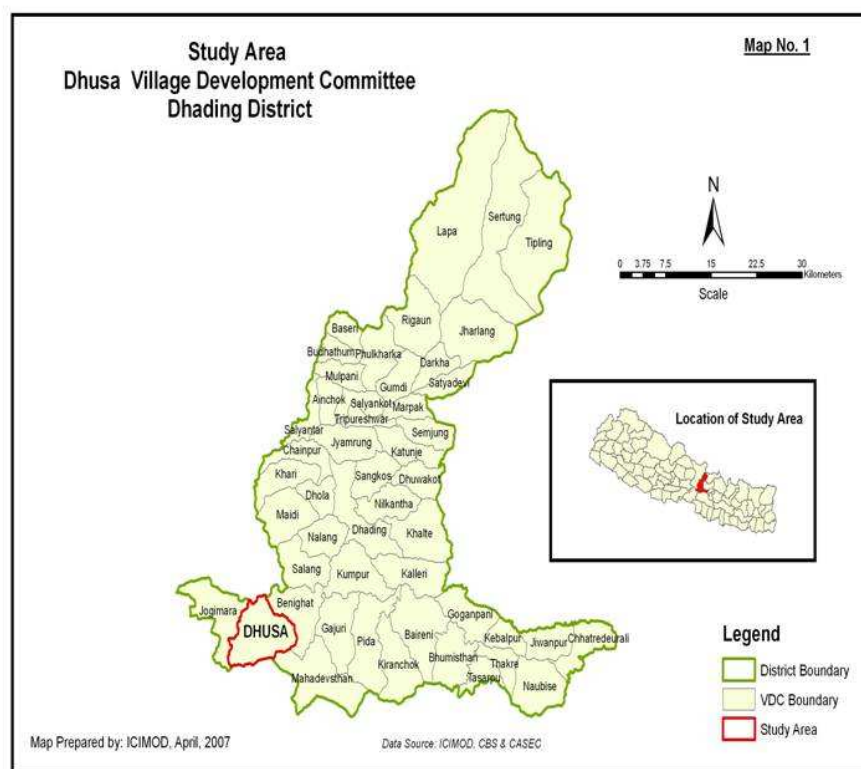 Study Area
Dhusa Village Development Committee
Dhading District
Map No. 1
N
0 3.75 7.5 15 22.5 30
Kilometers
Scale
Lapa
Sertung
Tipling
Rigaun
Jharlang
Baseri
Budhathum
Phulkharka
Darkha
Mulpani
Gumdi
Satyadevi
Ainchok
Salyankot
Marpak
Tripureshwar
Salyantar
Jyamrung
Semjung
Chainpur
Katunje
Khari
Sangkos
Dhuwakot
Dhola
Nilkantha
Maidi
Dhading
Khalte
Nalang
Salang
Kumpur
Kalleri
Jogimara
Benighat
DHUSA
Gajuri
Pida
Baireni
Goganpani
Kebalpur
Jiwanpur
Chhatredeurali
Mahadevsthan
Kiranchok
Bhumisthan
Thakre
Tasarpu
Naubise
Location of Study Area
Legend
District Boundary
VDC Boundary
Study Area
Map Prepared by: ICIMOD, April, 2007
Data Source: ICIMOD, CBS & CASEC